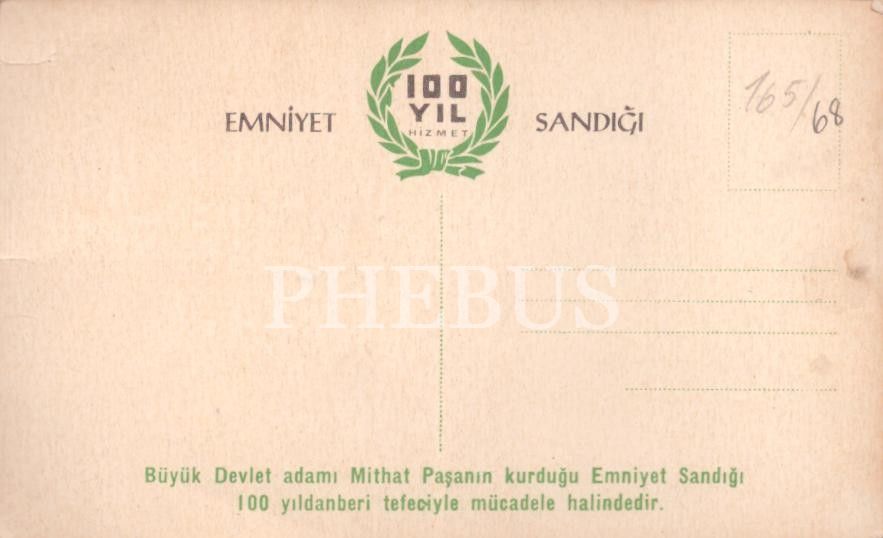 EMNİYET
100
YIL
HİZMET
SANDIĞI
165/68
PHEBUS
Büyük Devlet adamı Mithat Paşanın kurduğu Emniyet Sandığı
100 yıldanberi tefeciyle mücadele halindedir.